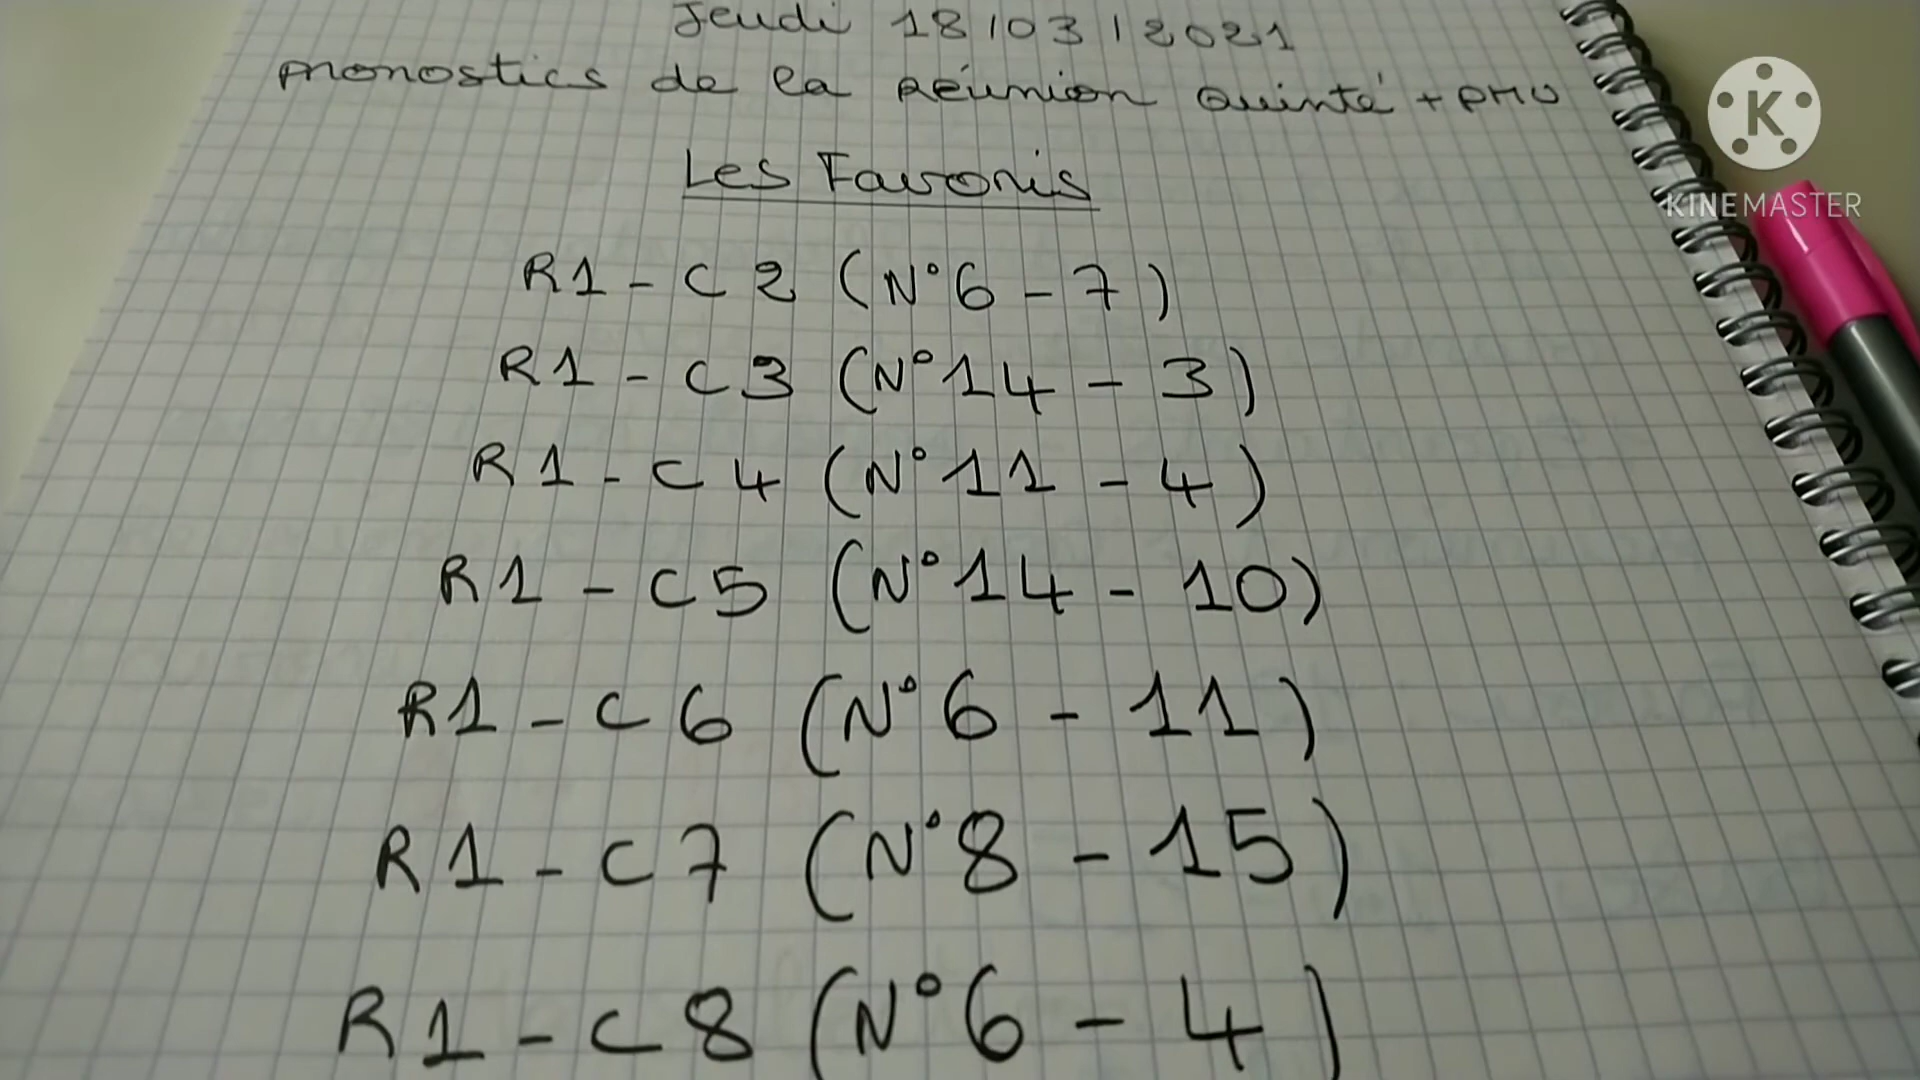 Jeudi 18/03/2021
pronostics de la Réunion Quinté + PMU
Les Favoris
R1 - C2 (N°6 - 7)
R1 - C3 (N°14 - 3)
R1 - C4 (N°11 - 4)
R1 - C5 (N°14 - 10)
R1 - C6 (N°6 - 11)
R1 - C7 (N°8 - 15)
R1 - C8 (N°6 - 4)
K
KINEMASTER